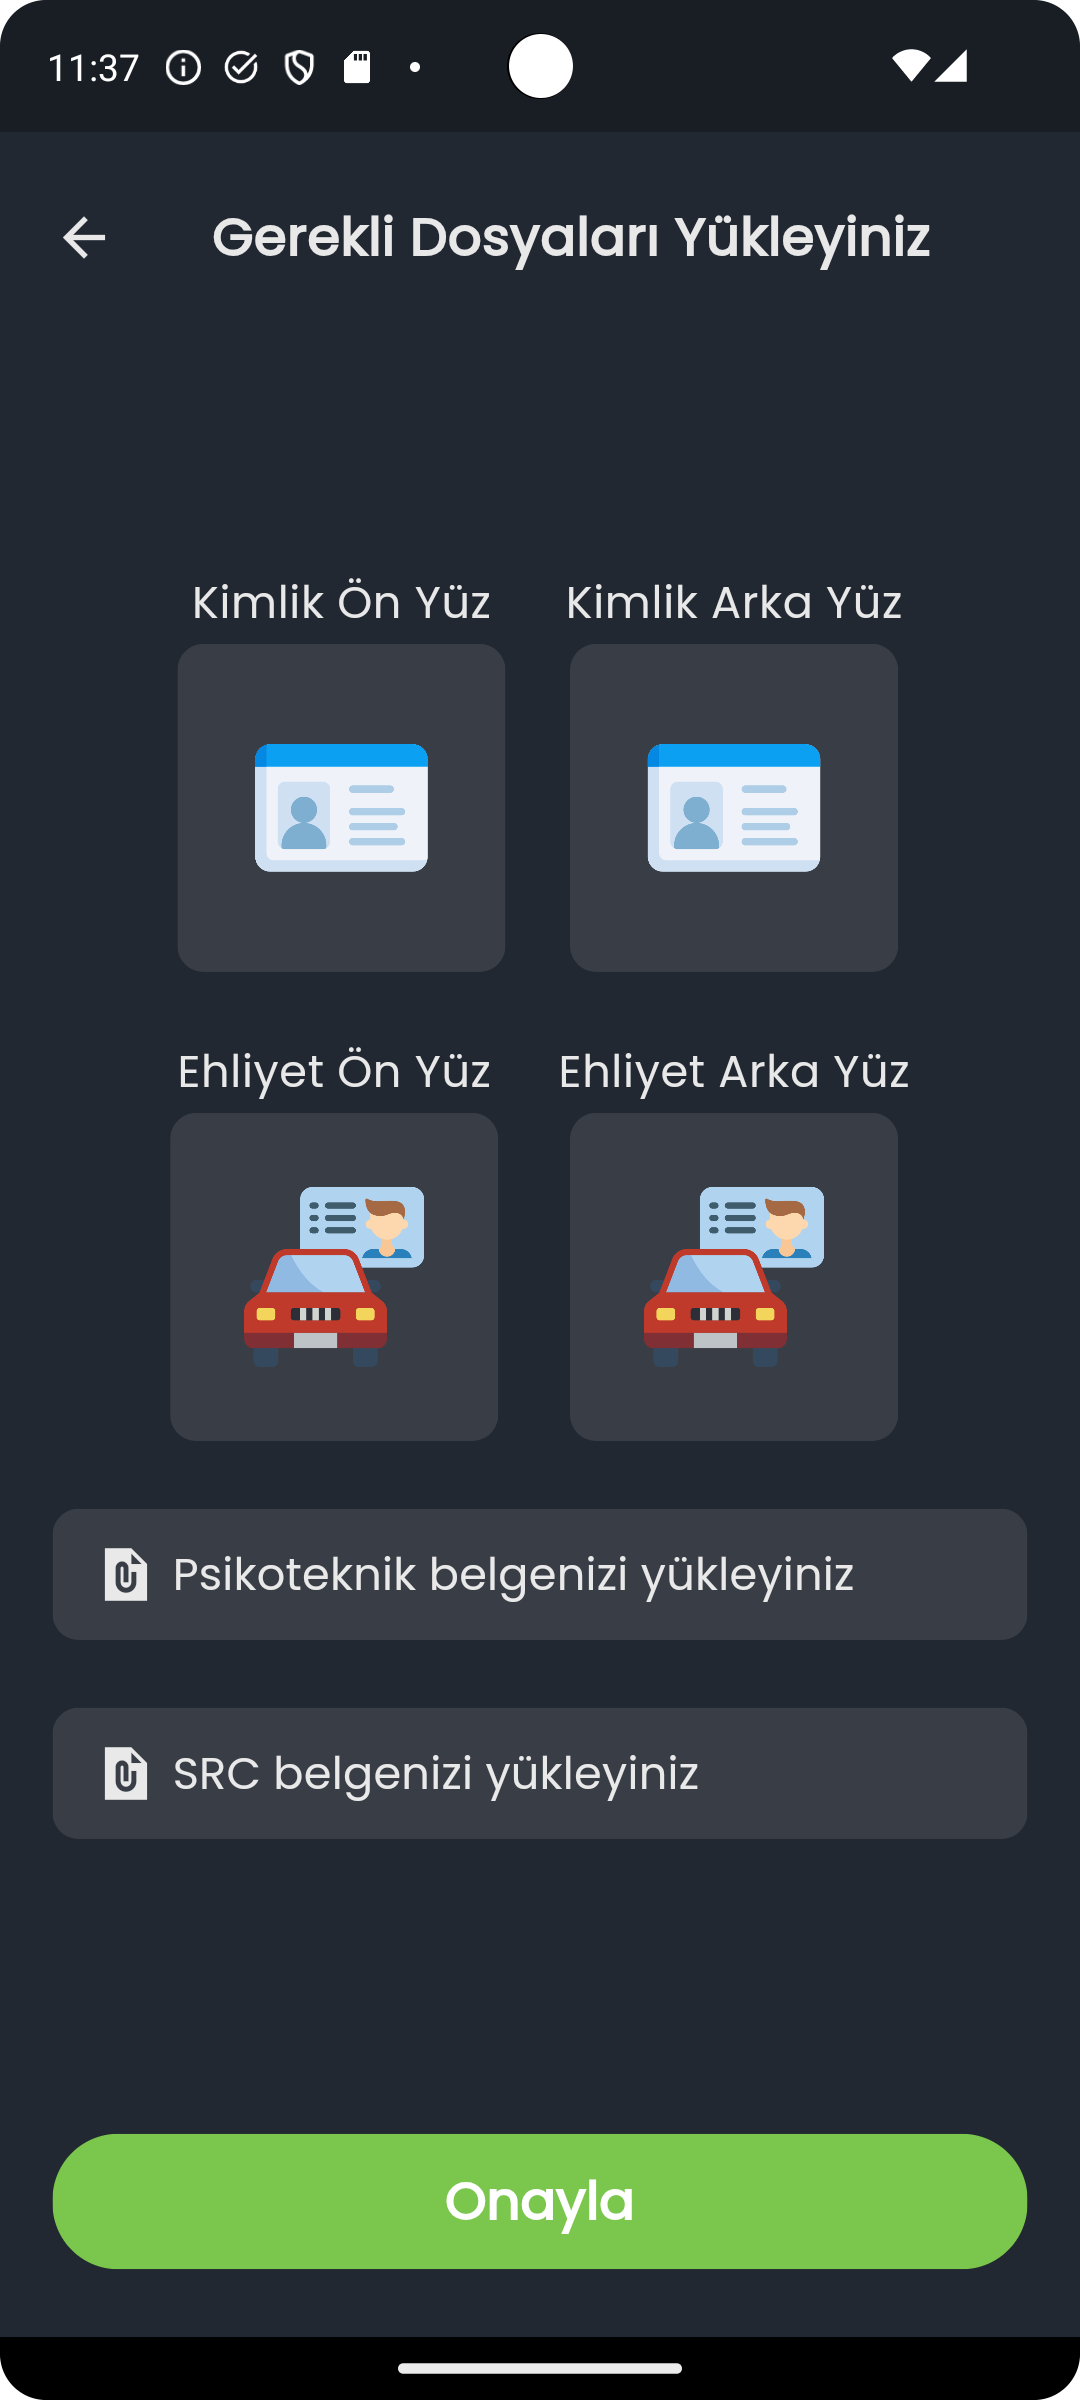 11:37
Gerekli Dosyaları Yükleyiniz
Kimlik Ön Yüz
Kimlik Arka Yüz
Ehliyet Ön Yüz
Ehliyet Arka Yüz
Psikoteknik belgenizi yükleyiniz
SRC belgenizi yükleyiniz
Onayla